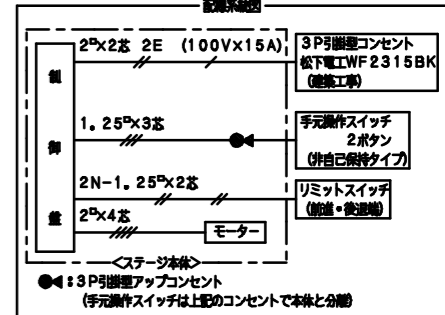 配線系統図
2□×2芯 2E (100V×15A)
3P引掛型コンセント
松下電工WF2315BK
(建築工事)
制
御
盤
1.25□×3芯
手元操作スイッチ
2ボタン
(非自己保持タイプ)
2N-1.25□×2芯
リミットスイッチ
(前進・後退端)
2□×4芯
モーター
<ステージ本体>
●◀:3P引掛型アップコンセント
(手元操作スイッチは上記のコンセントで本体と分離)